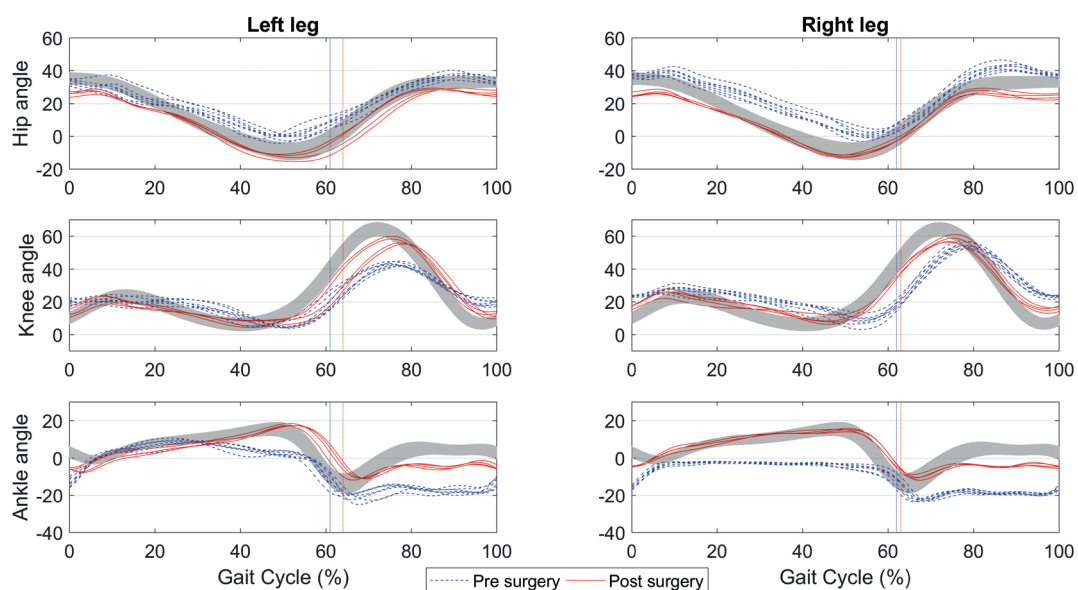 Left leg
Right leg
Hip angle
60
40
20
0
-20
0 20 40 60 80 100
60
40
20
0
-20
0 20 40 60 80 100
Knee angle
60
40
20
0
0 20 40 60 80 100
60
40
20
0
0 20 40 60 80 100
Ankle angle
20
0
-20
-40
0 20 40 60 80 100
20
0
-20
40
0 20 40 60 80 100
Gait Cycle (%)
Pre surgery Post surgery
Gait Cycle (%)